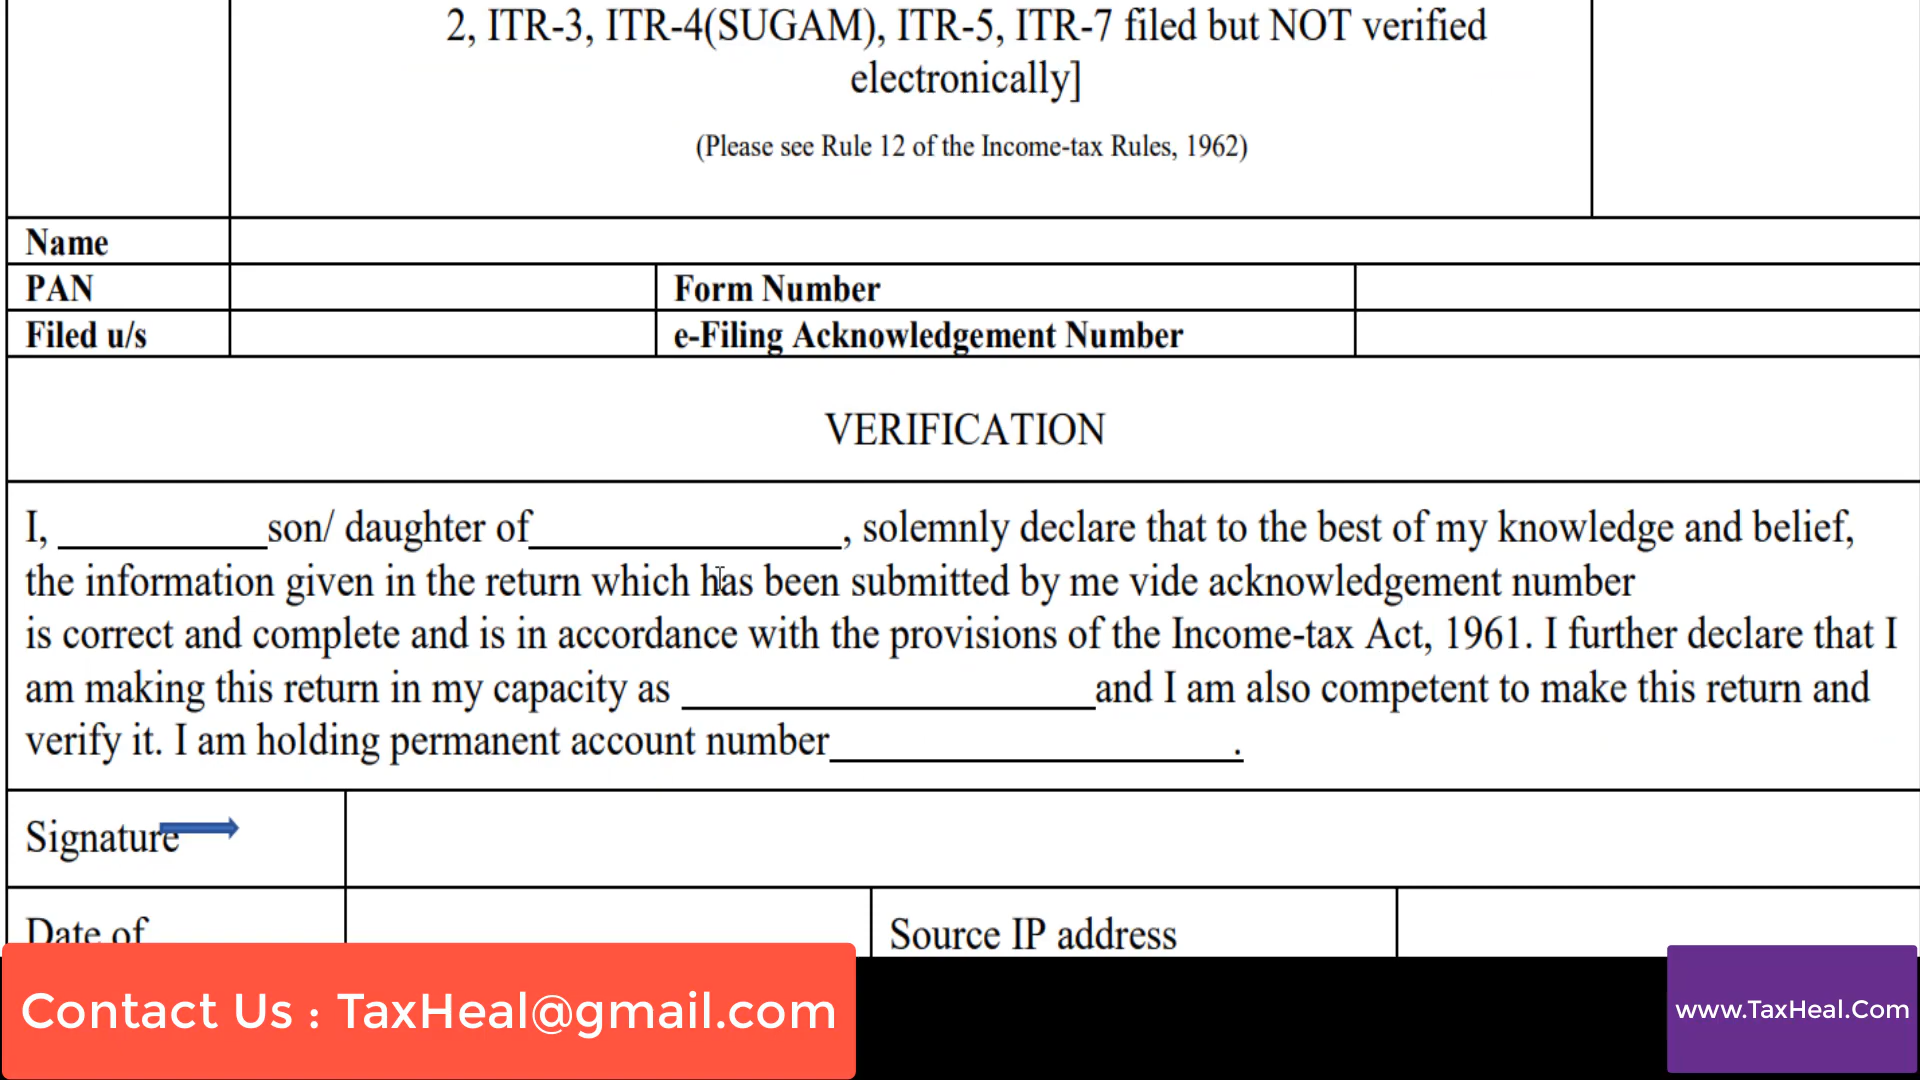 2, ITR-3, ITR-4(SUGAM), ITR-5, ITR-7 filed but NOT verified
electronically]
(Please see Rule 12 of the Income-tax Rules, 1962)
Name
PAN Form Number
Filed u/s e-Filing Acknowledgement Number
VERIFICATION
I, __________son/ daughter of_______________, solemnly declare that to the best of my knowledge and belief,
the information given in the return which has been submitted by me vide acknowledgement number
is correct and complete and is in accordance with the provisions of the Income-tax Act, 1961. I further declare that I
am making this return in my capacity as ____________________and I am also competent to make this return and
verify it. I am holding permanent account number____________________.
Signature
Date of Source IP address
Contact Us : TaxHeal@gmail.com
www.TaxHeal.Com